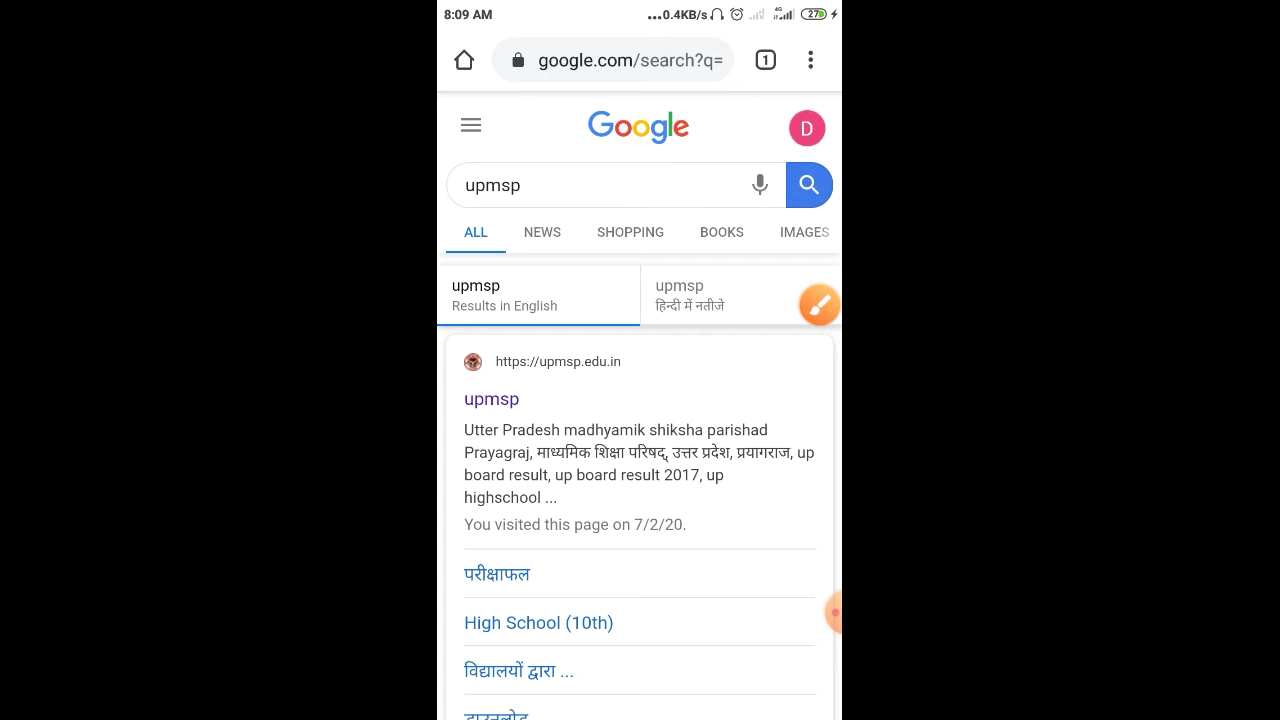 8:09 AM
...0.4KB/s 4G 27
google.com/search?q=
1
Google
D
upmsp
ALL NEWS SHOPPING BOOKS IMAGES
upmsp
Results in English
upmsp
हिन्दी में नतीजे
https://upmsp.edu.in
upmsp
Utter Pradesh madhyamik shiksha parishad
Prayagraj, माध्यमिक शिक्षा परिषद्, उत्तर प्रदेश, प्रयागराज, up
board result, up board result 2017, up
highschool ...
You visited this page on 7/2/20.
परीक्षाफल
High School (10th)
विद्यालयों द्वारा ...
डाउनलोड